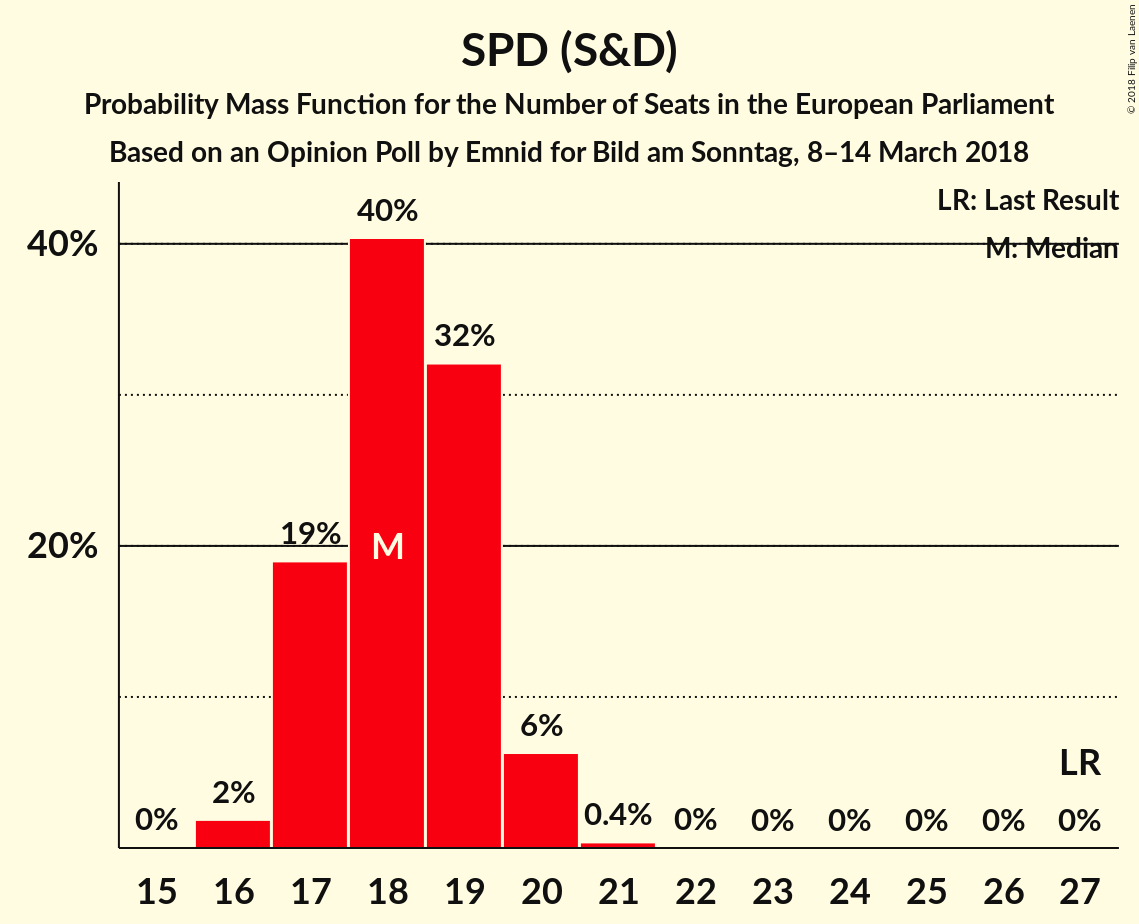 SPD (S&D)
Probability Mass Function for the Number of Seats in the European Parliament
Based on an Opinion Poll by Emnid for Bild am Sonntag, 8–14 March 2018
© 2018 Filip van Laenen
LR: Last Result
M: Median
40%
20%
0%
2%
19%
40%
32%
6%
0.4%
0%
0%
0%
0%
0%
0%
M
LR
15 16 17 18 19 20 21 22 23 24 25 26 27